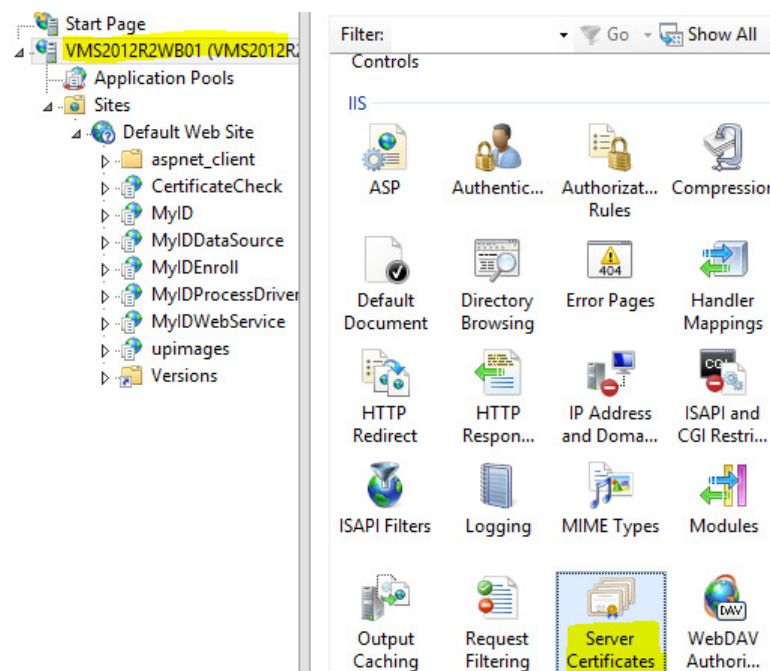 Start Page
VMS2012R2WB01 (VMS2012R2
Application Pools
Sites
Default Web Site
aspnet_client
CertificateCheck
MyID
MyIDDataSource
MyIDEnroll
MyIDProcessDriver
MyIDWebService
upimages
Versions
Filter: Go Show All
Controls
IIS
ASP Authentic... Authorizat... Compression
Rules
404
Default Directory Error Pages Handler
Document Browsing Mappings
CGI
HTTP HTTP IP Address ISAPI and
Redirect Respon... and Doma... CGI Restri...
ISAPI Filters Logging MIME Types Modules
DAV
Output Request Server WebDAV
Caching Filtering Certificates Authori...